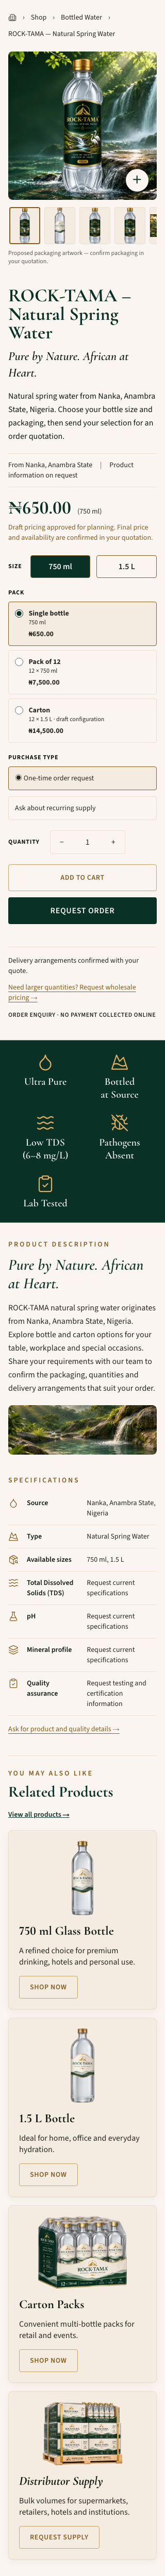 › Shop › Bottled Water ›
ROCK-TAMA — Natural Spring Water
ROCK-TAMA
Proposed packaging artwork — confirm packaging in
your quotation.
ROCK-TAMA –
Natural Spring
Water
Pure by Nature. African at
Heart.
Natural spring water from Nanka, Anambra
State, Nigeria. Choose your bottle size and
packaging, then send your selection for an
order quotation.
From Nanka, Anambra State | Product
information on request
₦650.00 (750 ml)
Draft pricing approved for planning. Final price
and availability are confirmed in your quotation.
SIZE 750 ml 1.5 L
PACK
Single bottle
750 ml
₦650.00
Pack of 12
12 × 750 ml
₦7,500.00
Carton
12 × 1.5 L · draft configuration
₦14,500.00
PURCHASE TYPE
One-time order request
Ask about recurring supply
QUANTITY − 1 +
ADD TO CART
REQUEST ORDER
Delivery arrangements confirmed with your
quote.
Need larger quantities? Request wholesale
pricing →
ORDER ENQUIRY · NO PAYMENT COLLECTED ONLINE
Ultra Pure
Bottled
at Source
Low TDS
(6–8 mg/L)
Pathogens
Absent
Lab Tested
PRODUCT DESCRIPTION
Pure by Nature. African
at Heart.
ROCK-TAMA natural spring water originates
from Nanka, Anambra State, Nigeria.
Explore bottle and carton options for your
table, workplace and special occasions.
Share your requirements with our team to
confirm the packaging, quantities and
delivery arrangements that suit your order.
SPECIFICATIONS
Source Nanka, Anambra State,
Nigeria
Type Natural Spring Water
Available sizes 750 ml, 1.5 L
Total Dissolved Request current
Solids (TDS) specifications
pH Request current
specifications
Mineral profile Request current
specifications
Quality Request testing and
assurance certification
information
Ask for product and quality details →
YOU MAY ALSO LIKE
Related Products
View all products →
ROCK-TAMA
750 ml Glass Bottle
A refined choice for premium
drinking, hotels and personal use.
SHOP NOW
ROCK-TAMA
1.5 L Bottle
Ideal for home, office and everyday
hydration.
SHOP NOW
ROCK-TAMA
Carton Packs
Convenient multi-bottle packs for
retail and events.
SHOP NOW
Distributor Supply
Bulk volumes for supermarkets,
retailers, hotels and institutions.
REQUEST SUPPLY